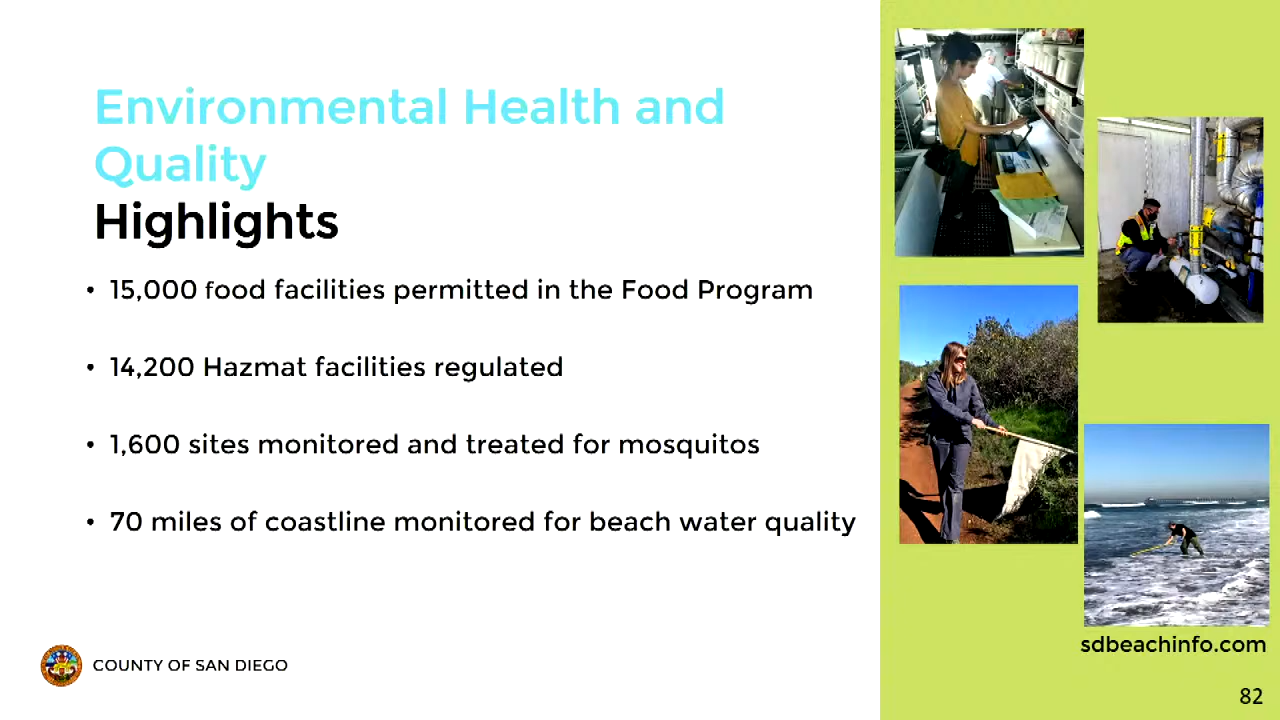 Environmental Health and
Quality
Highlights
• 15,000 food facilities permitted in the Food Program
• 14,200 Hazmat facilities regulated
• 1,600 sites monitored and treated for mosquitos
• 70 miles of coastline monitored for beach water quality
COUNTY OF SAN DIEGO
sdbeachinfo.com
82